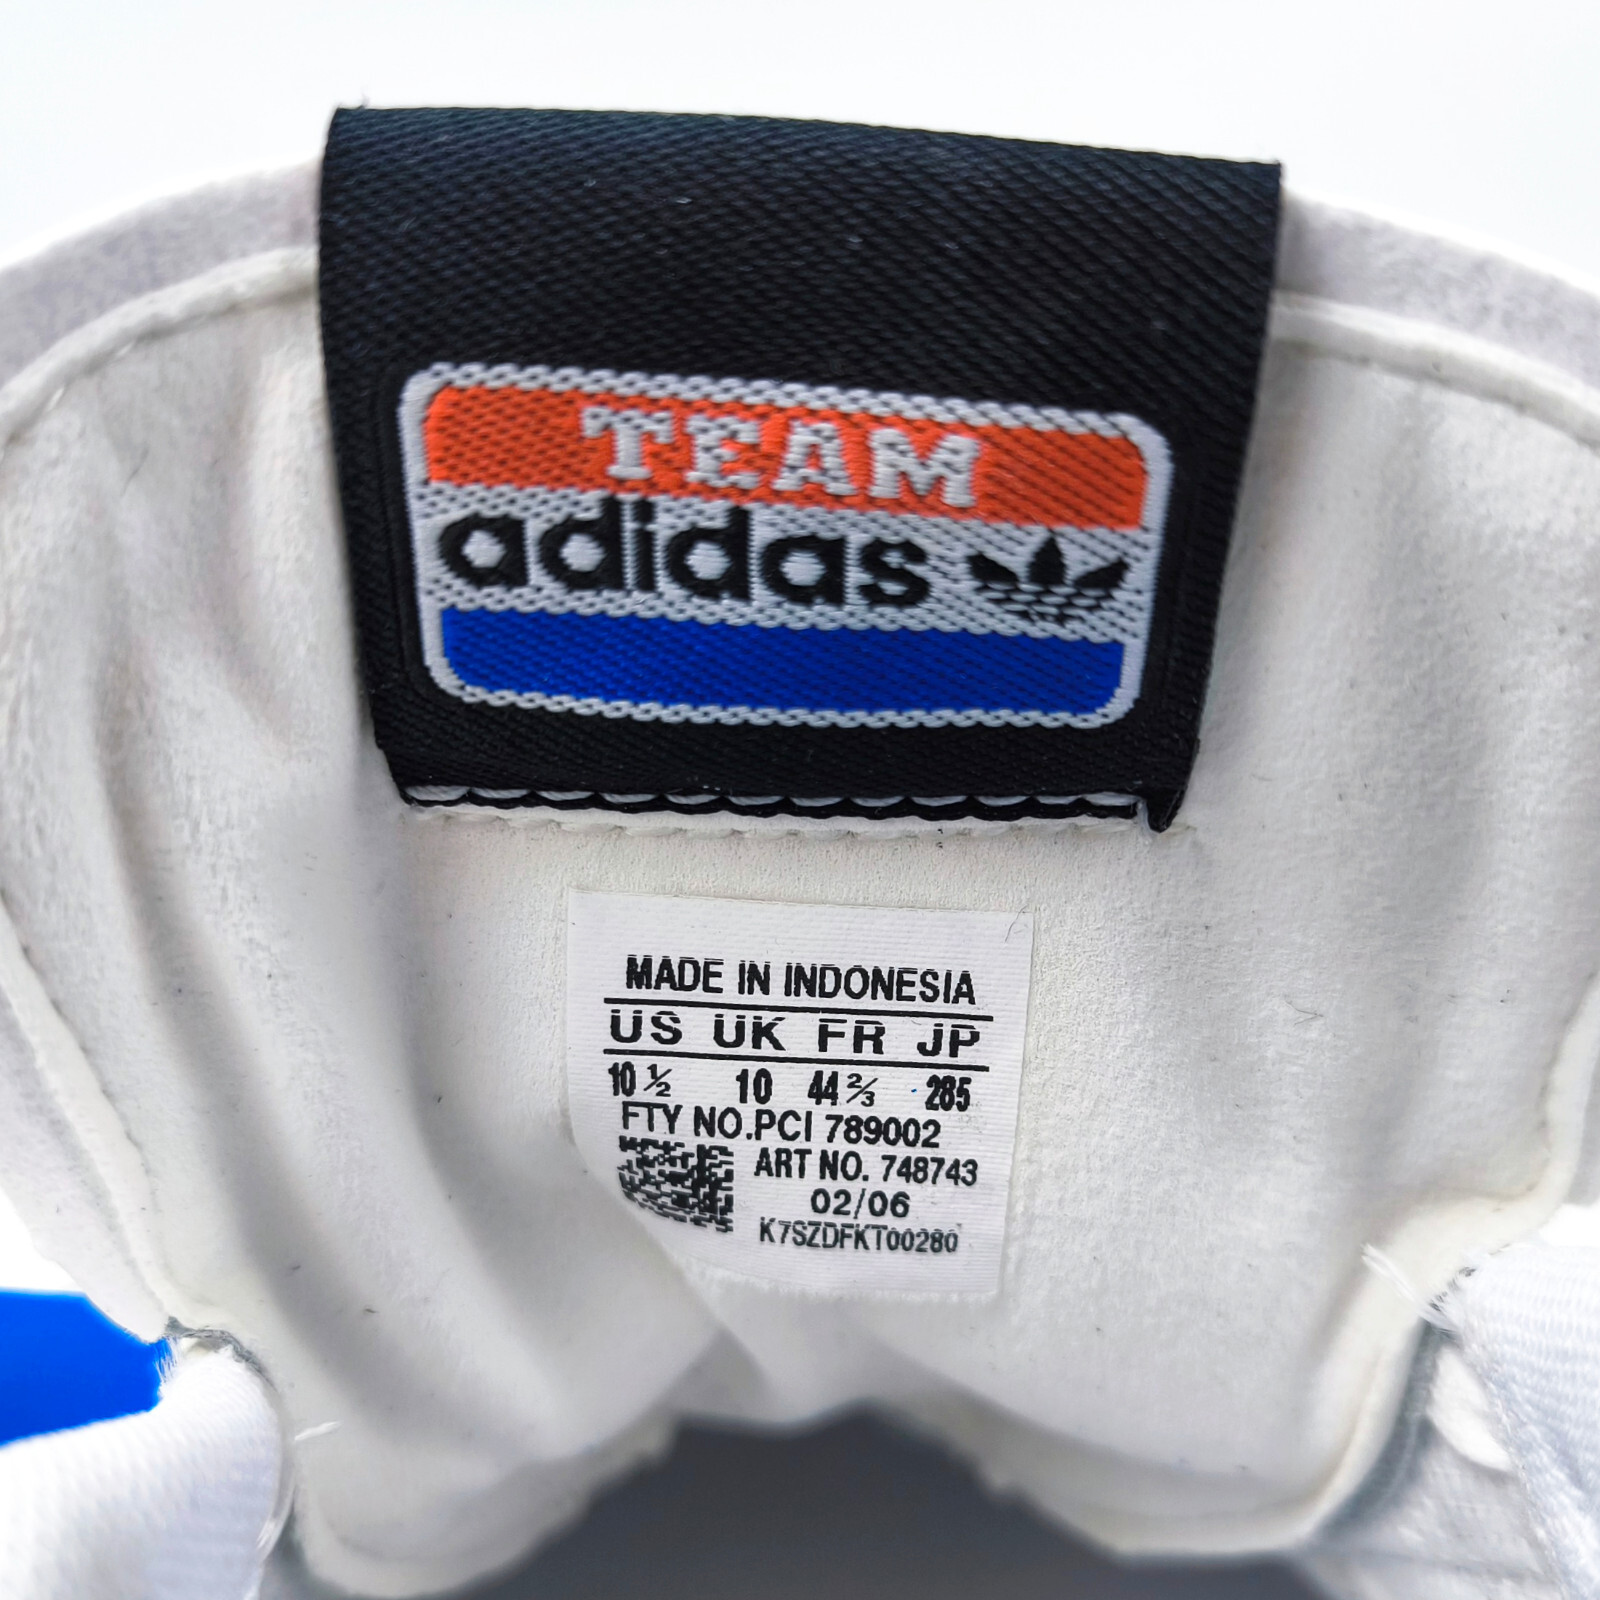 TEAM
adidas
MADE IN INDONESIA
US UK FR JP
10 ½ 10 44 ⅔ 285
FTY NO.PCI 789002
ART NO. 748743
02/06
K7SZDFKT00280